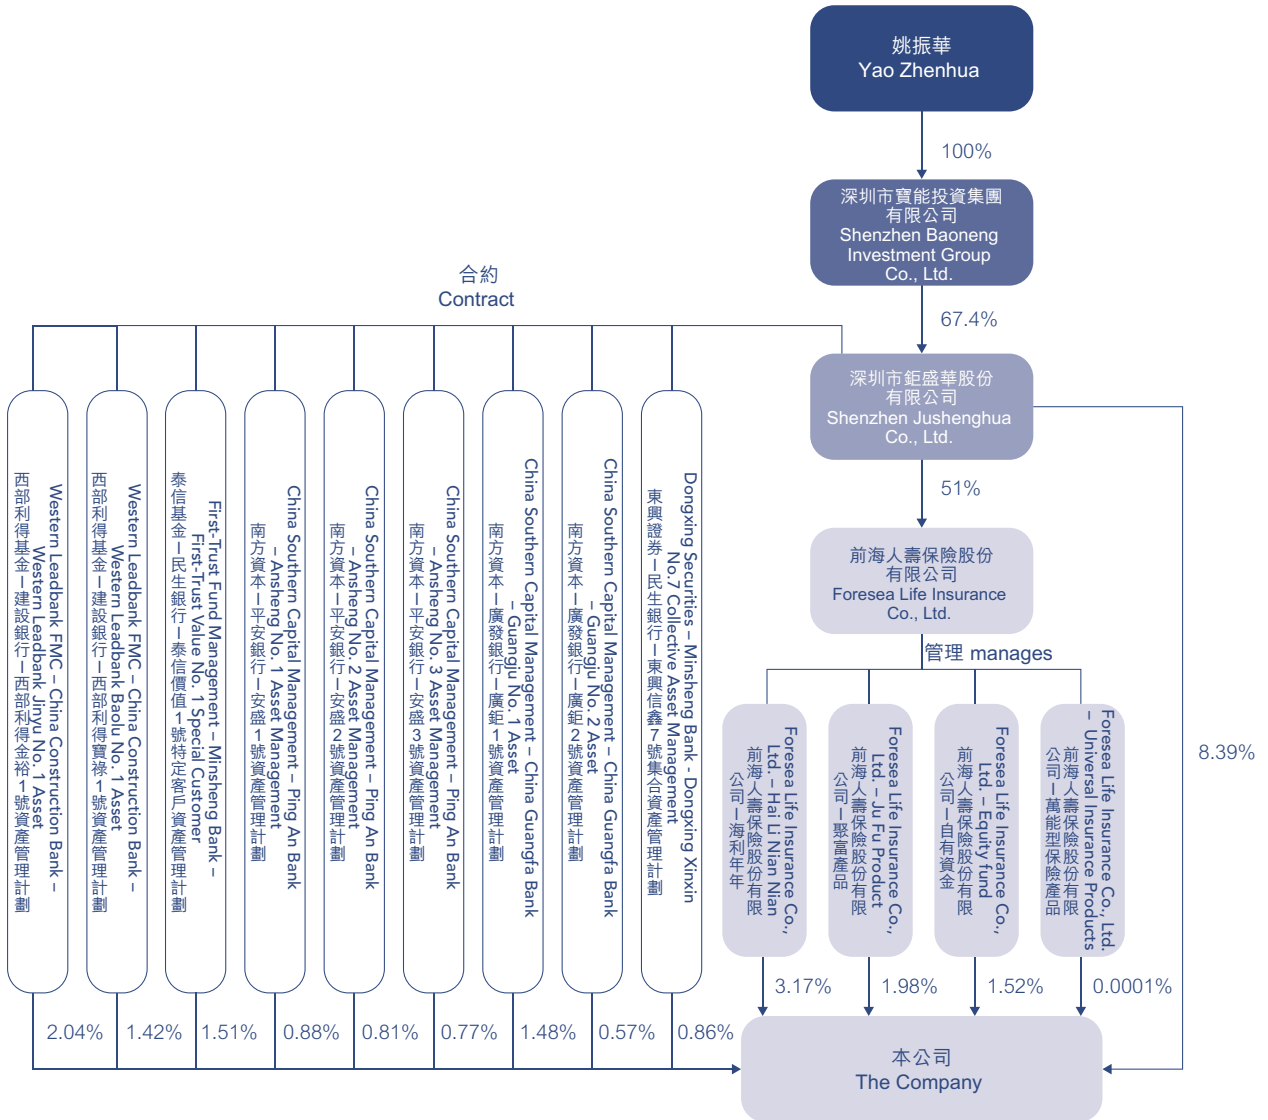 姚振華
Yao Zhenhua
100%
深圳市寶能投資集團
有限公司
Shenzhen Baoneng
Investment Group
Co., Ltd.
合約
Contract
67.4%
深圳市鉅盛華股份
有限公司
Shenzhen Jushenghua
Co., Ltd.
51%
前海人壽保險股份
有限公司
Foresea Life Insurance
Co., Ltd.
管理 manages
8.39%
Western Leadbank FMC – China Construction Bank –
Western Leadbank Jinyu No. 1 Asset
西部利得基金－建設銀行－西部利得金裕1號資產管理計劃
Western Leadbank FMC – China Construction Bank –
Western Leadbank Baolu No. 1 Asset
西部利得基金－建設銀行－西部利得寶祿1號資產管理計劃
First-Trust Fund Management – Minsheng Bank –
First-Trust Value No. 1 Special Customer
泰信基金－民生銀行－泰信價值1號特定客戶資產管理計劃
China Southern Capital Management – Ping An Bank
– Ansheng No. 1 Asset Management
南方資本－平安銀行－安盛1號資產管理計劃
China Southern Capital Management – Ping An Bank
– Ansheng No. 2 Asset Management
南方資本－平安銀行－安盛2號資產管理計劃
China Southern Capital Management – Ping An Bank
– Ansheng No. 3 Asset Management
南方資本－平安銀行－安盛3號資產管理計劃
China Southern Capital Management – China Guangfa Bank
– Guangju No. 1 Asset
南方資本－廣發銀行－廣鉅1號資產管理計劃
China Southern Capital Management – China Guangfa Bank
– Guangju No. 2 Asset
南方資本－廣發銀行－廣鉅2號資產管理計劃
Dongxing Securities – Minsheng Bank - Dongxing Xinxin
No.7 Collective Asset Management
東興證券－民生銀行－東興信鑫7號集合資產管理計劃
Foresea Life Insurance Co.,
Ltd. – Hai Li Nian Nian
前海人壽保險股份有限
公司－海利年年
Foresea Life Insurance Co.,
Ltd. – Ju Fu Product
前海人壽保險股份有限
公司－聚富產品
Foresea Life Insurance Co.,
Ltd. – Equity fund
前海人壽保險股份有限
公司－自有資金
Foresea Life Insurance Co., Ltd.
– Universal Insurance Products
前海人壽保險股份有限
公司－萬能型保險產品
3.17%
1.98%
1.52%
0.0001%
2.04%
1.42%
1.51%
0.88%
0.81%
0.77%
1.48%
0.57%
0.86%
本公司
The Company